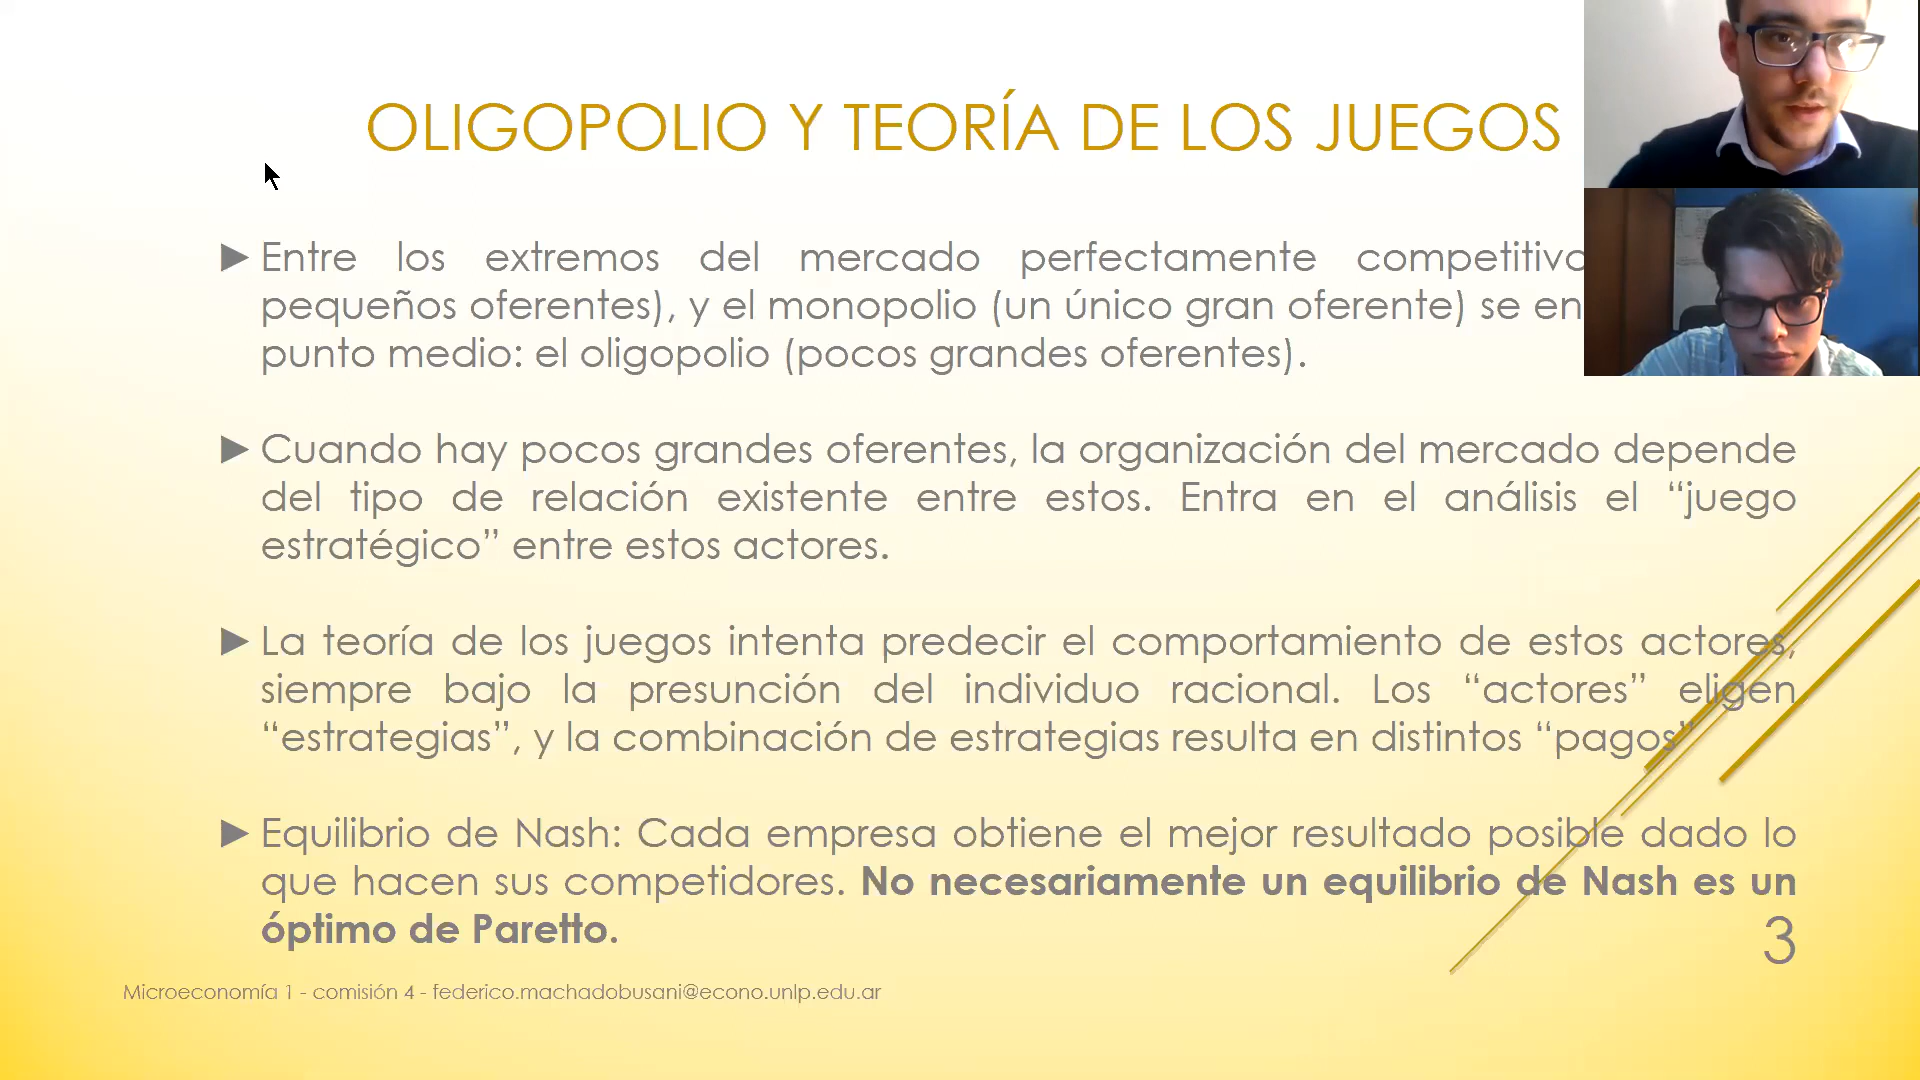 OLIGOPOLIO Y TEORÍA DE LOS JUEGOS
Entre los extremos del mercado perfectamente
pequeños oferentes), y el monopolio (un único gran oferente) se
punto medio: el oligopolio (pocos grandes oferentes).
Cuando hay pocos grandes oferentes, la organización del mercado depende
del tipo de relación existente entre estos. Entra en el análisis el “juego
estratégico” entre estos actores.
La teoría de los juegos intenta predecir el comportamiento de estos actores,
siempre bajo la presunción del individuo racional. Los “actores” eligen
“estrategias”, y la combinación de estrategias resulta en distintos “pagos”
Equilibrio de Nash: Cada empresa obtiene el mejor resultado posible dado lo
que hacen sus competidores. No necesariamente un equilibrio de Nash es un
óptimo de Paretto.
3
Microeconomía 1 - comisión 4 - federico.machadobusani@econo.unlp.edu.ar